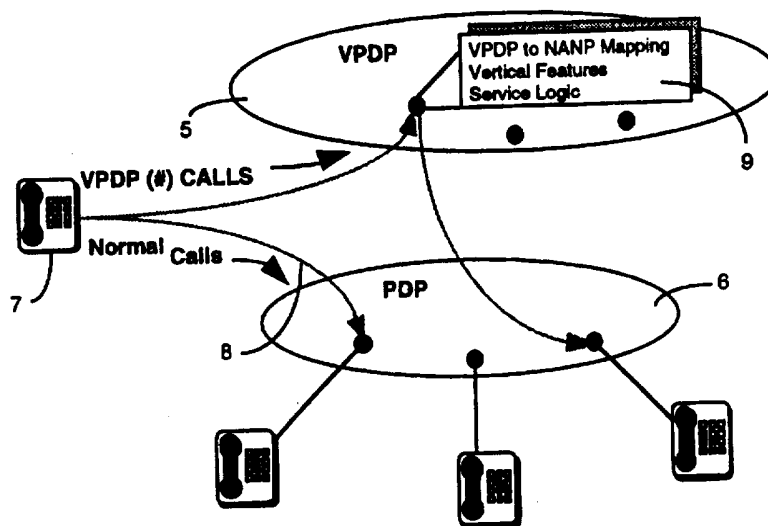 VPDP
VPDP to NANP Mapping
Vertical Features
Service Logic
5
9
VPDP (#) CALLS
7
Normal Calls
8
PDP
6